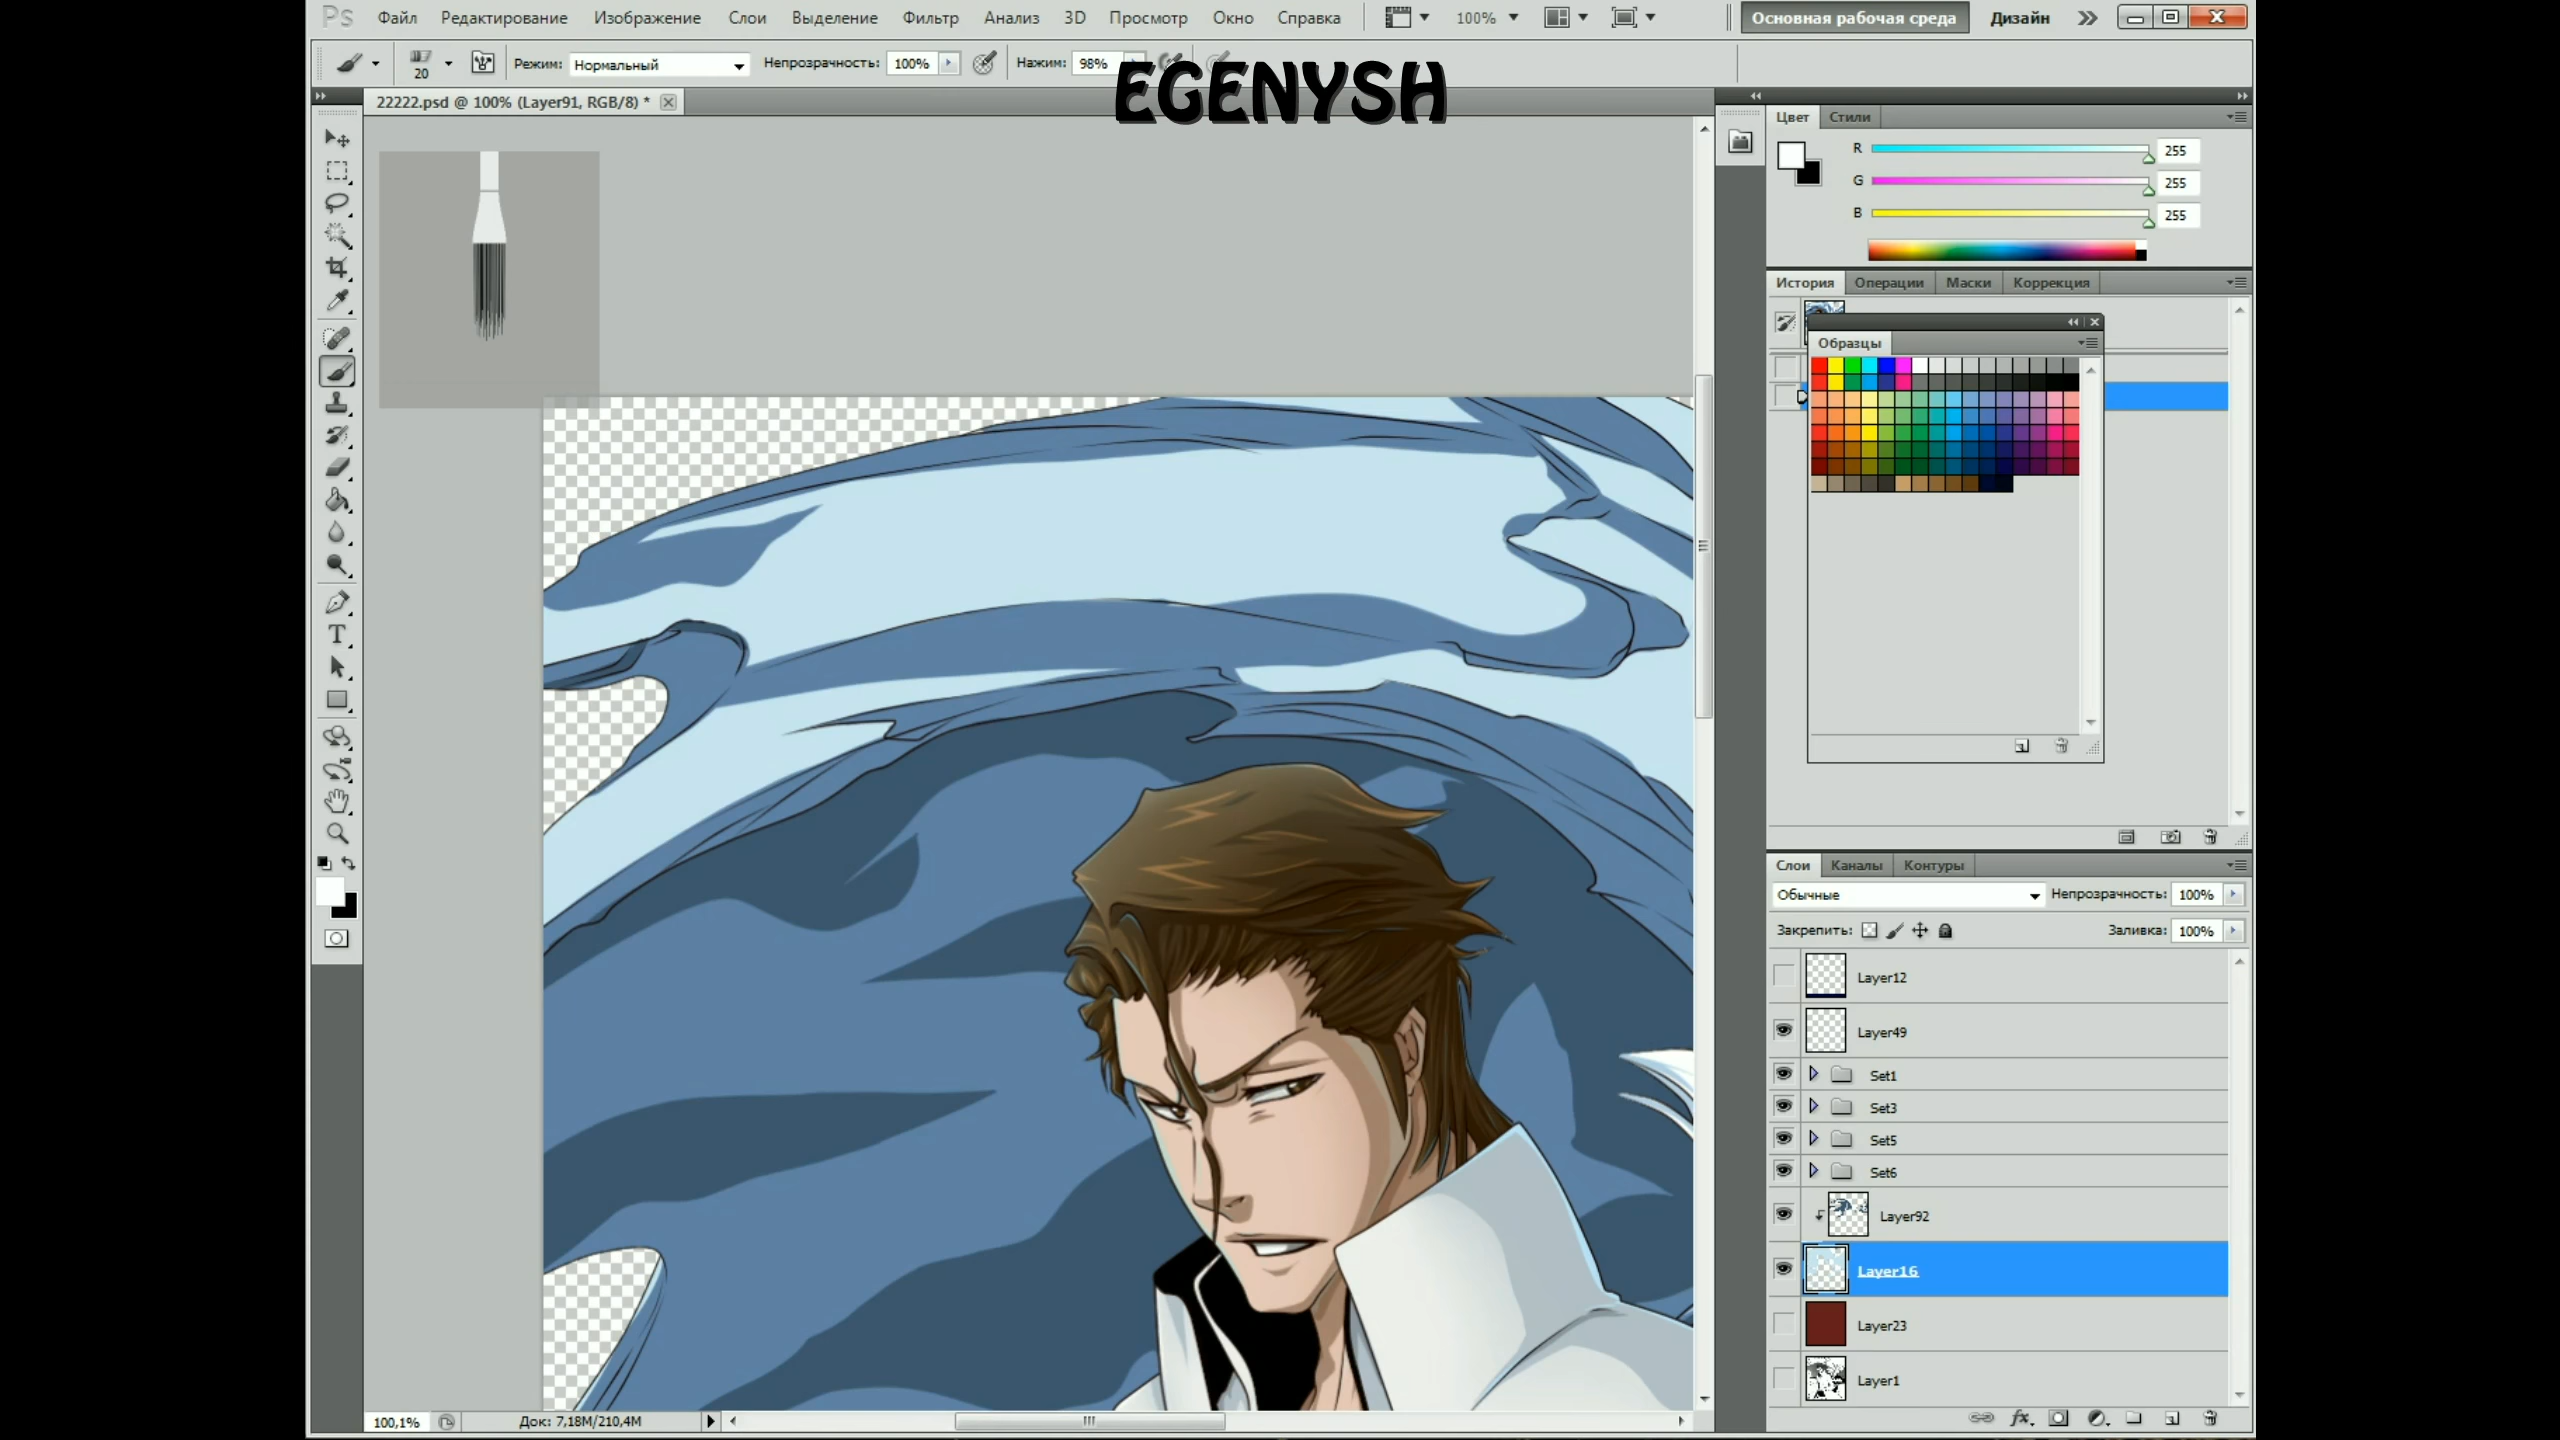 Ps Файл Редактирование Изображение Слои Выделение Фильтр Анализ 3D Просмотр Окно Справка 100% Основная рабочая среда Дизайн
20 Режим: Нормальный Непрозрачность: 100% Нажим: 98%
EGENYSH
22222.psd @ 100% (Layer91, RGB/8) *
Цвет Стили
R 255
G 255
B 255
История Операции Маски Коррекция
Образцы
Слои Каналы Контуры
Обычные Непрозрачность: 100%
Закрепить: Заливка: 100%
Layer12
Layer49
Set1
Set3
Set5
Set6
Layer92
Layer16
Layer23
Layer1
100,1% Док: 7,18M/210,4M